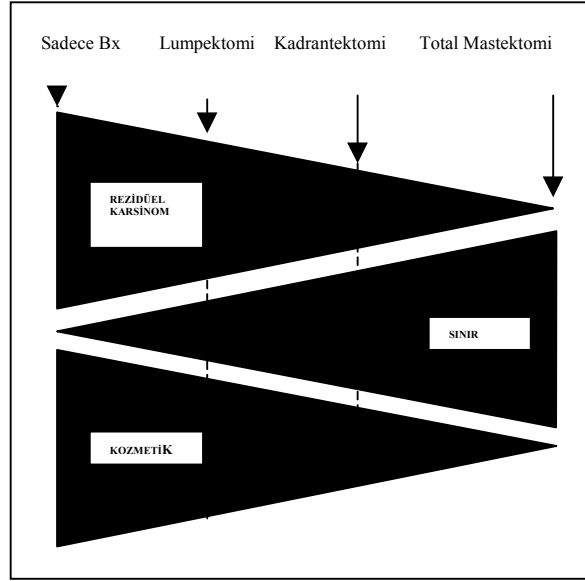 Sadece Bx Lumpektomi Kadrantektomi Total Mastektomi
REZİDÜEL
KARSİNOM
SINIR
KOZMETİK